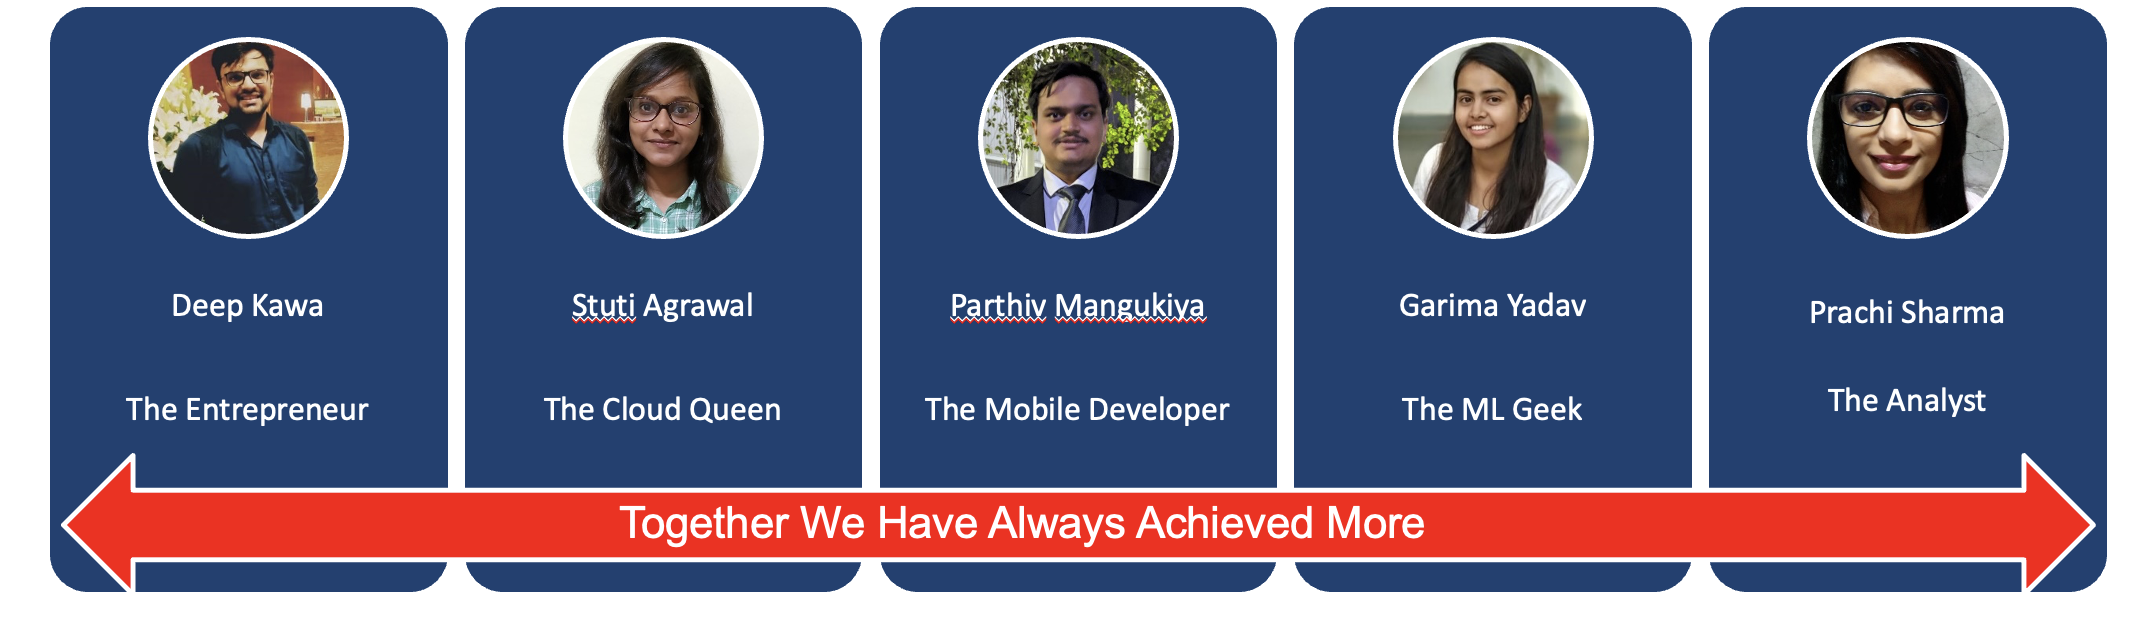 Deep Kawa
The Entrepreneur
Stuti Agrawal
The Cloud Queen
Parthiv Mangukiya
The Mobile Developer
Garima Yadav
The ML Geek
Prachi Sharma
The Analyst
Together We Have Always Achieved More